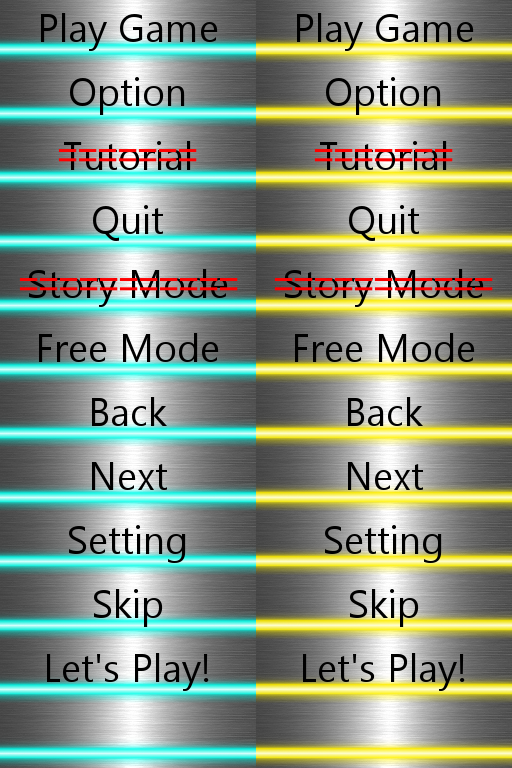 Play Game
Play Game
Option
Option
Tutorial
Tutorial
Quit
Quit
Story Mode
Story Mode
Free Mode
Free Mode
Back
Back
Next
Next
Setting
Setting
Skip
Skip
Let's Play!
Let's Play!